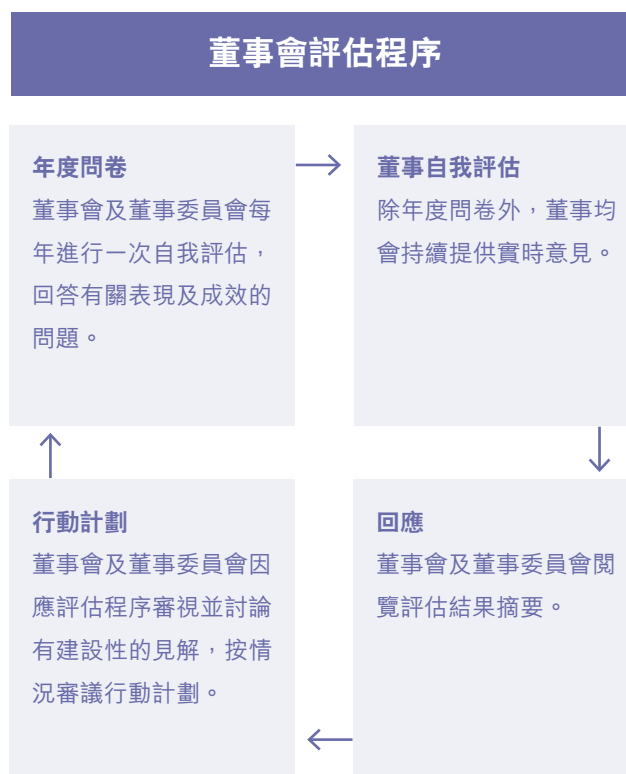 董事會評估程序
年度問卷
董事會及董事委員會每
年進行一次自我評估，
回答有關表現及成效的
問題。
董事自我評估
除年度問卷外，董事均
會持續提供實時意見。
回應
董事會及董事委員會閱
覽評估結果摘要。
行動計劃
董事會及董事委員會因
應評估程序審視並討論
有建設性的見解，按情
況審議行動計劃。